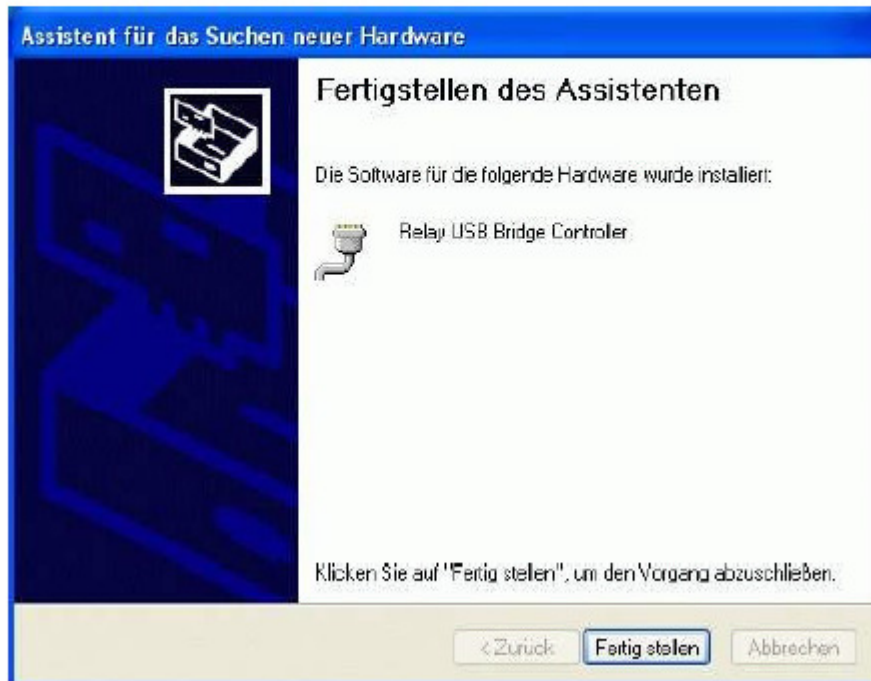 Assistent für das Suchen neuer Hardware
Fertigstellen des Assistenten
Die Software für die folgende Hardware wurde installiert:
Relay USB Bridge Controller
Klicken Sie auf "Fertig stellen", um den Vorgang abzuschließen.
< Zurück
Fertig stellen
Abbrechen